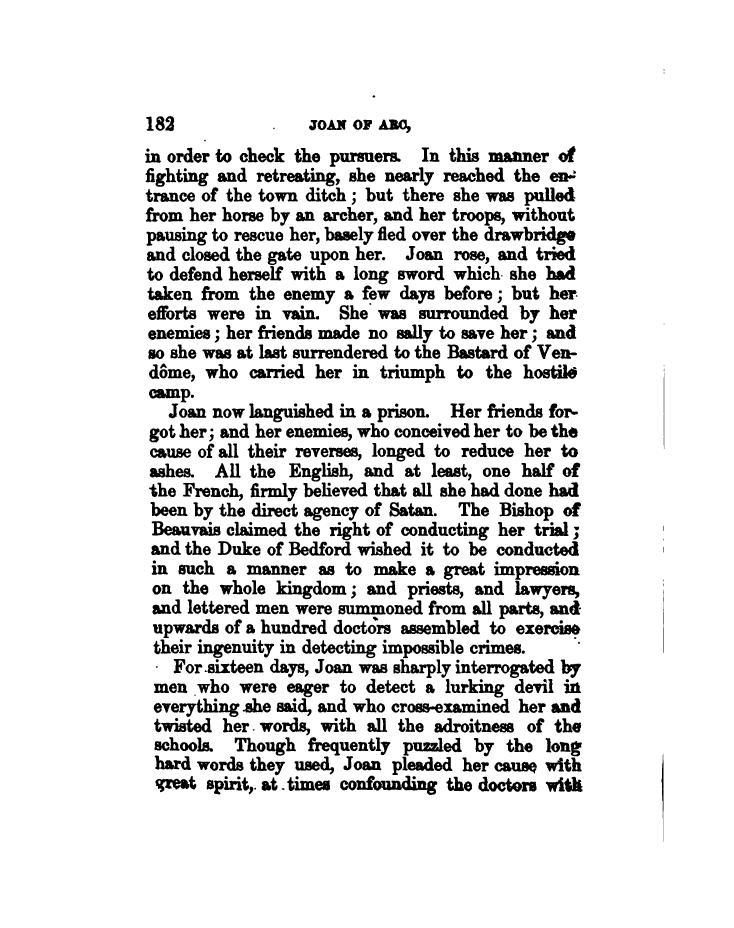 182 JOAN OF ARC,
in order to check the pursuers. In this manner of
fighting and retreating, she nearly reached the en-
trance of the town ditch ; but there she was pulled
from her horse by an archer, and her troops, without
pausing to rescue her, basely fled over the drawbridge
and closed the gate upon her. Joan rose, and tried
to defend herself with a long sword which she had
taken from the enemy a few days before ; but her
efforts were in vain. She was surrounded by her
enemies ; her friends made no sally to save her ; and
so she was at last surrendered to the Bastard of Ven-
dôme, who carried her in triumph to the hostile
camp.
Joan now languished in a prison. Her friends for-
got her ; and her enemies, who conceived her to be the
cause of all their reverses, longed to reduce her to
ashes. All the English, and at least, one half of
the French, firmly believed that all she had done had
been by the direct agency of Satan. The Bishop of
Beauvais claimed the right of conducting her trial ;
and the Duke of Bedford wished it to be conducted
in such a manner as to make a great impression
on the whole kingdom ; and priests, and lawyers,
and lettered men were summoned from all parts, and
upwards of a hundred doctors assembled to exercise
their ingenuity in detecting impossible crimes.
For sixteen days, Joan was sharply interrogated by
men who were eager to detect a lurking devil in
everything she said, and who cross-examined her and
twisted her words, with all the adroitness of the
schools. Though frequently puzzled by the long
hard words they used, Joan pleaded her cause with
great spirit, at times confounding the doctors with